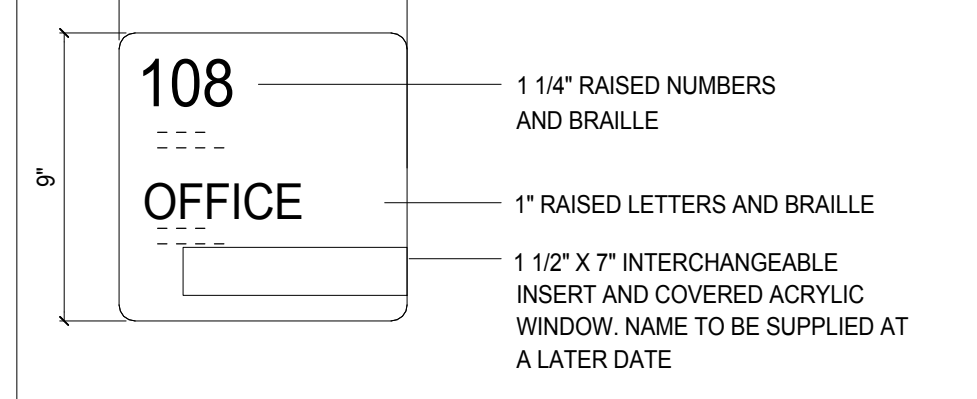 108
1 1/4" RAISED NUMBERS
AND BRAILLE
9"
OFFICE
1" RAISED LETTERS AND BRAILLE
1 1/2" X 7" INTERCHANGEABLE
INSERT AND COVERED ACRYLIC
WINDOW. NAME TO BE SUPPLIED AT
A LATER DATE